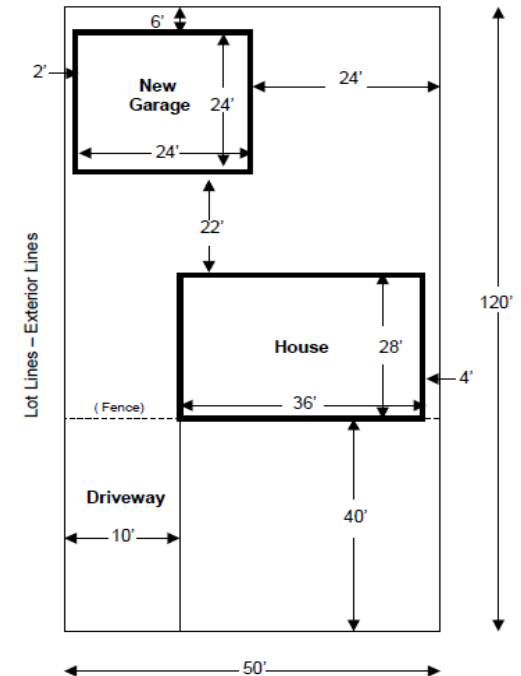 6’
2’
New
Garage
24’
24’
24’
22’
120’
Lot Lines – Exterior Lines
House
28’
4’
( Fence)
36’
Driveway
40’
10’
50’